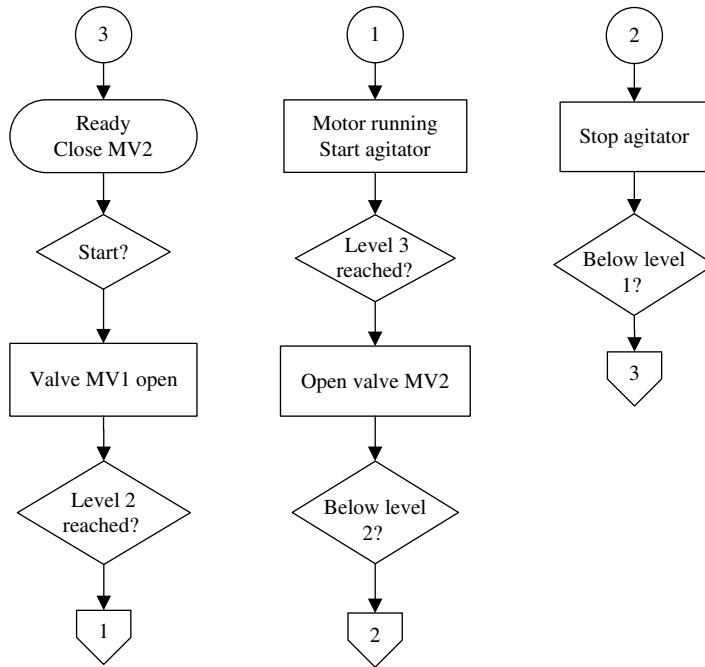 3
Ready
Close MV2
Start?
Valve MV1 open
Level 2
reached?
1
1
Motor running
Start agitator
Level 3
reached?
Open valve MV2
Below level
2?
2
2
Stop agitator
Below level
1?
3